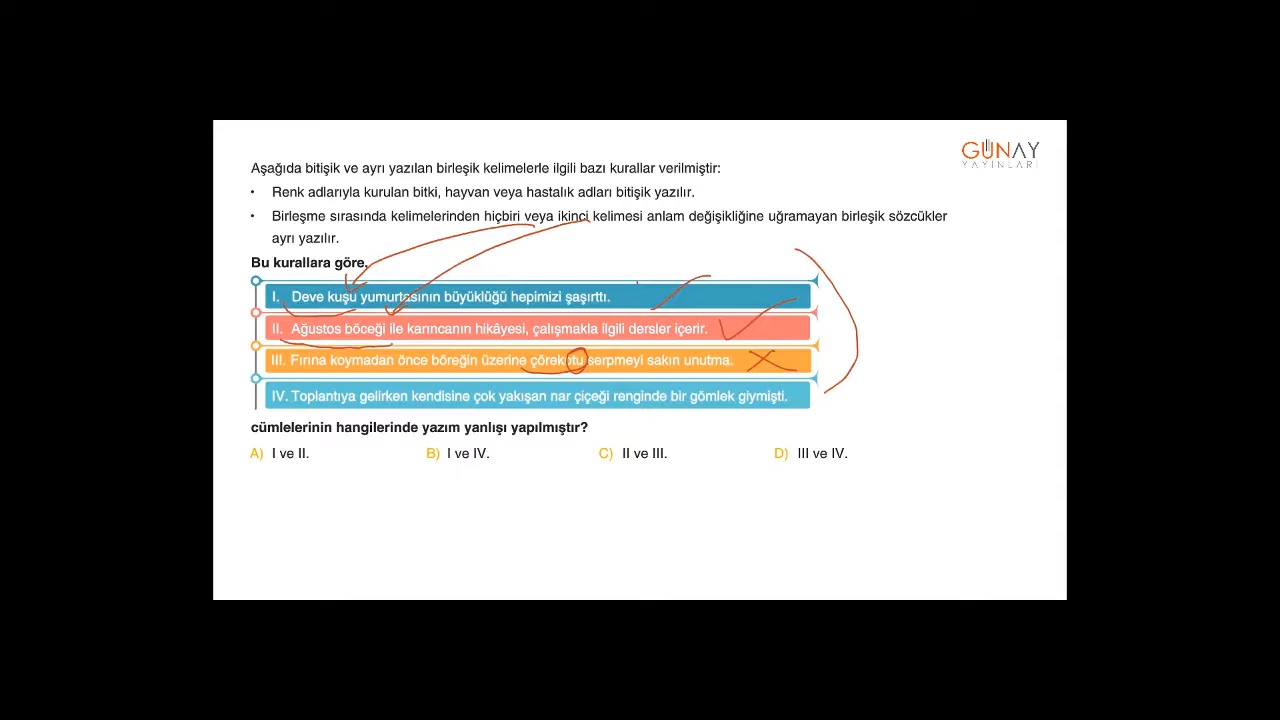 GÜNAY
YAYINLARI
Aşağıda bitişik ve ayrı yazılan birleşik kelimelerle ilgili bazı kurallar verilmiştir:
• Renk adlarıyla kurulan bitki, hayvan veya hastalık adları bitişik yazılır.
• Birleşme sırasında kelimelerinden hiçbiri veya ikinci kelimesi anlam değişikliğine uğramayan birleşik sözcükler
ayrı yazılır.
Bu kurallara göre,
I. Deve kuşu yumurtasının büyüklüğü hepimizi şaşırttı.
II. Ağustos böceği ile karıncanın hikâyesi, çalışmakla ilgili dersler içerir.
III. Fırına koymadan önce böreğin üzerine çörekotu serpmeyi sakın unutma.
IV. Toplantıya gelirken kendisine çok yakışan nar çiçeği renginde bir gömlek giymişti.
cümlelerinin hangilerinde yazım yanlışı yapılmıştır?
A) I ve II. B) I ve IV. C) II ve III. D) III ve IV.